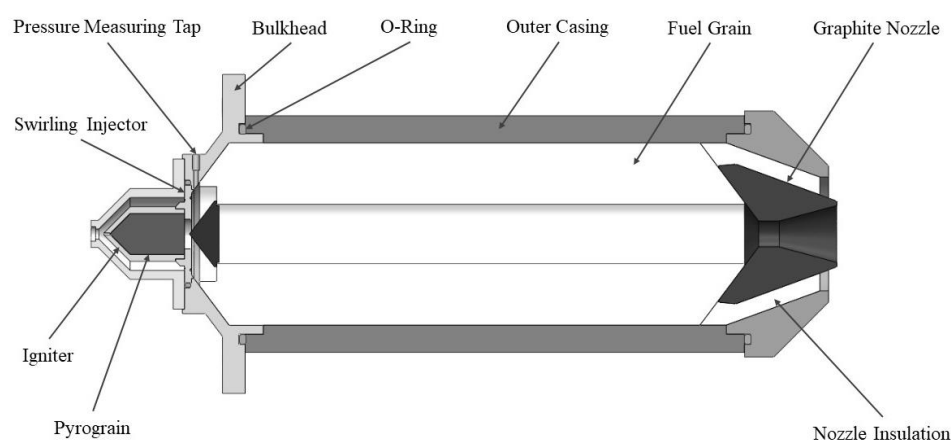 Pressure Measuring Tap
Bulkhead
O-Ring
Outer Casing
Fuel Grain
Graphite Nozzle
Swirling Injector
Igniter
Pyrograin
Nozzle Insulation